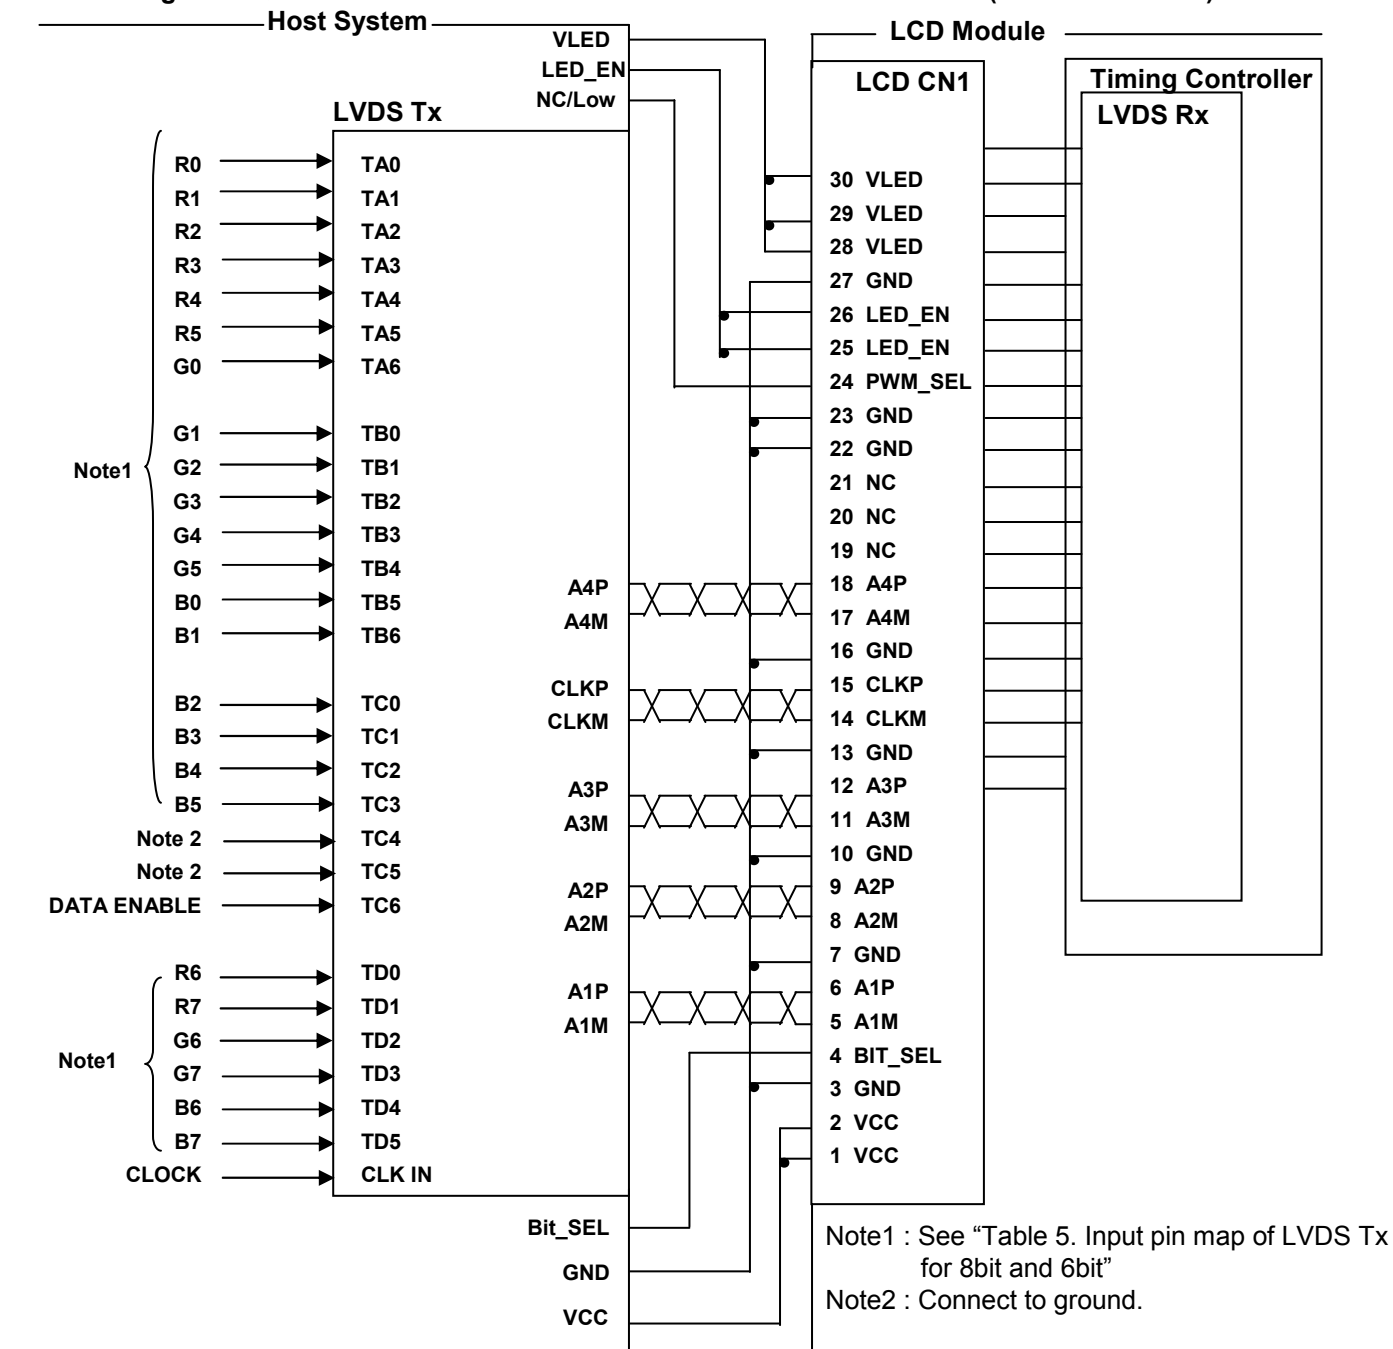 Host System
LCD Module
VLED
LED_EN
NC/Low
LVDS Tx
R0 TA0
R1 TA1
R2 TA2
R3 TA3
R4 TA4
R5 TA5
G0 TA6
G1 TB0
G2 TB1
G3 TB2
G4 TB3
G5 TB4
B0 TB5
B1 TB6
Note1
B2 TC0
B3 TC1
B4 TC2
B5 TC3
Note 2 TC4
Note 2 TC5
DATA ENABLE TC6
R6 TD0
R7 TD1
G6 TD2
G7 TD3
B6 TD4
B7 TD5
Note1
CLOCK CLK IN
A4P
A4M
CLKP
CLKM
A3P
A3M
A2P
A2M
A1P
A1M
Bit_SEL
GND
VCC
LCD CN1
30 VLED
29 VLED
28 VLED
27 GND
26 LED_EN
25 LED_EN
24 PWM_SEL
23 GND
22 GND
21 NC
20 NC
19 NC
18 A4P
17 A4M
16 GND
15 CLKP
14 CLKM
13 GND
12 A3P
11 A3M
10 GND
9 A2P
8 A2M
7 GND
6 A1P
5 A1M
4 BIT_SEL
3 GND
2 VCC
1 VCC
Timing Controller
LVDS Rx
Note1 : See “Table 5. Input pin map of LVDS Tx
for 8bit and 6bit”
Note2 : Connect to ground.